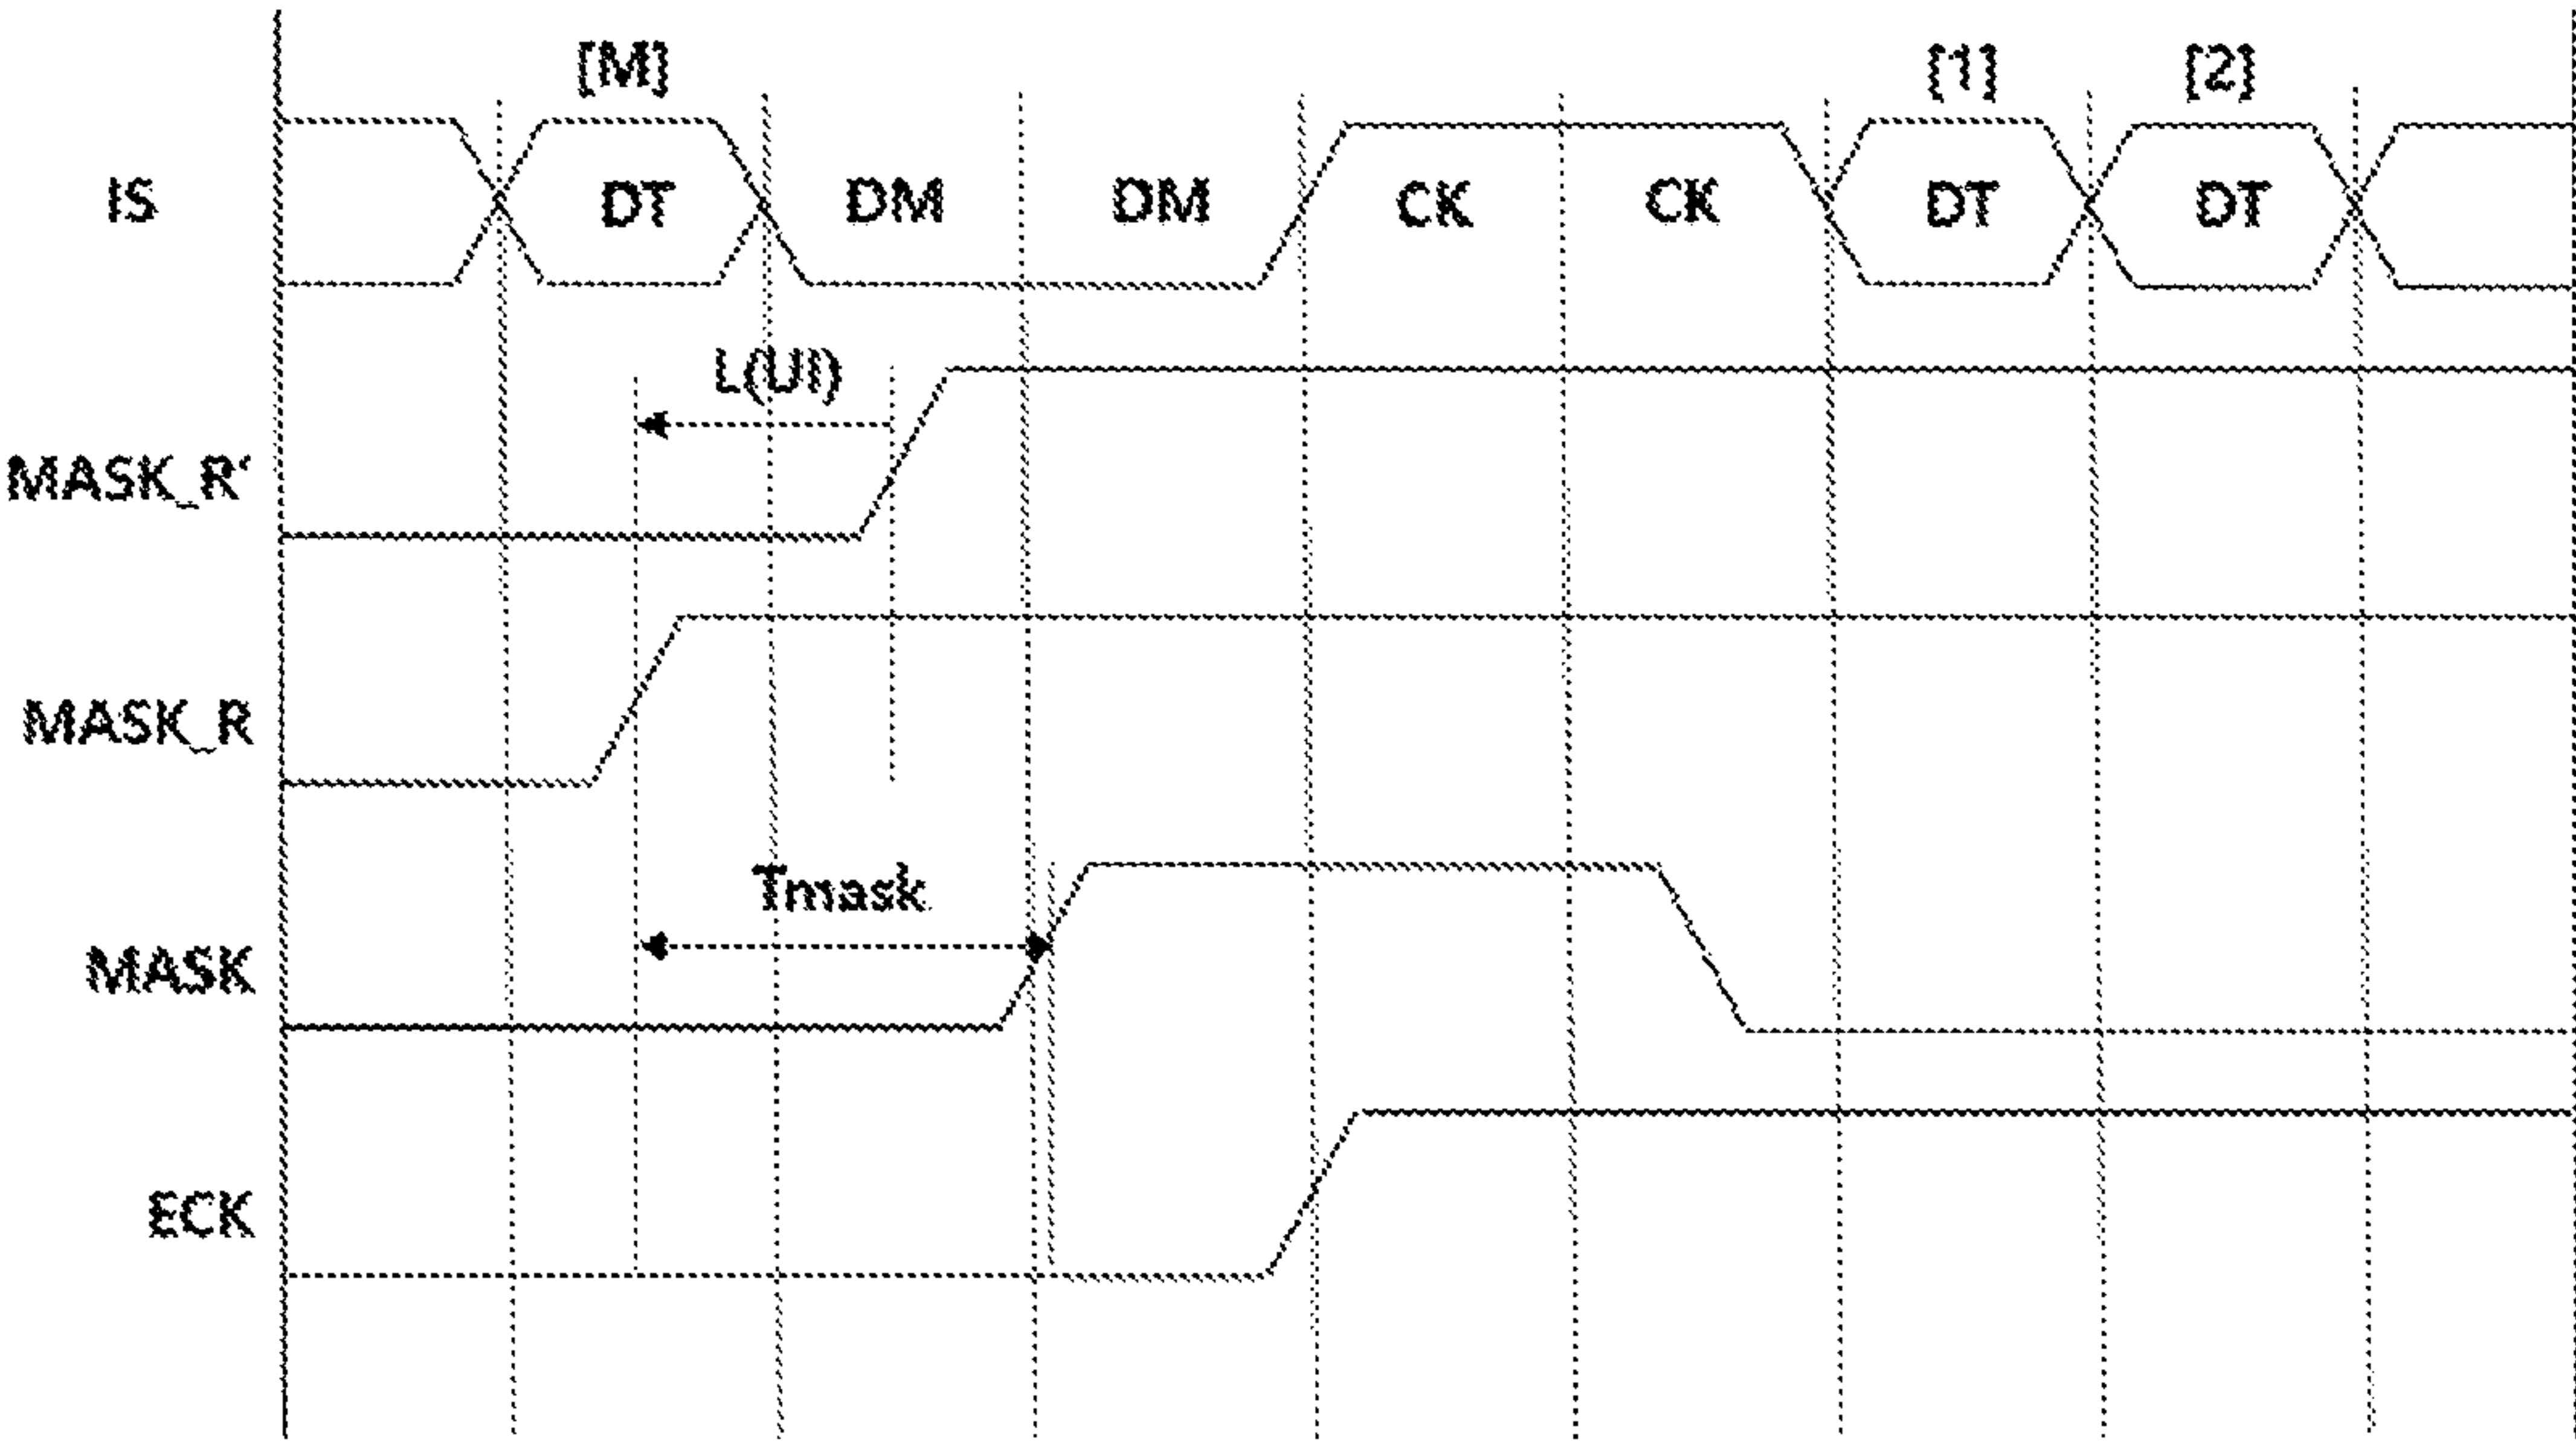 [M] [1] [2]
IS DT DM DM CK CK DT DT
L(UI)
MASK_R'
MASK_R
Tmask
MASK
ECK